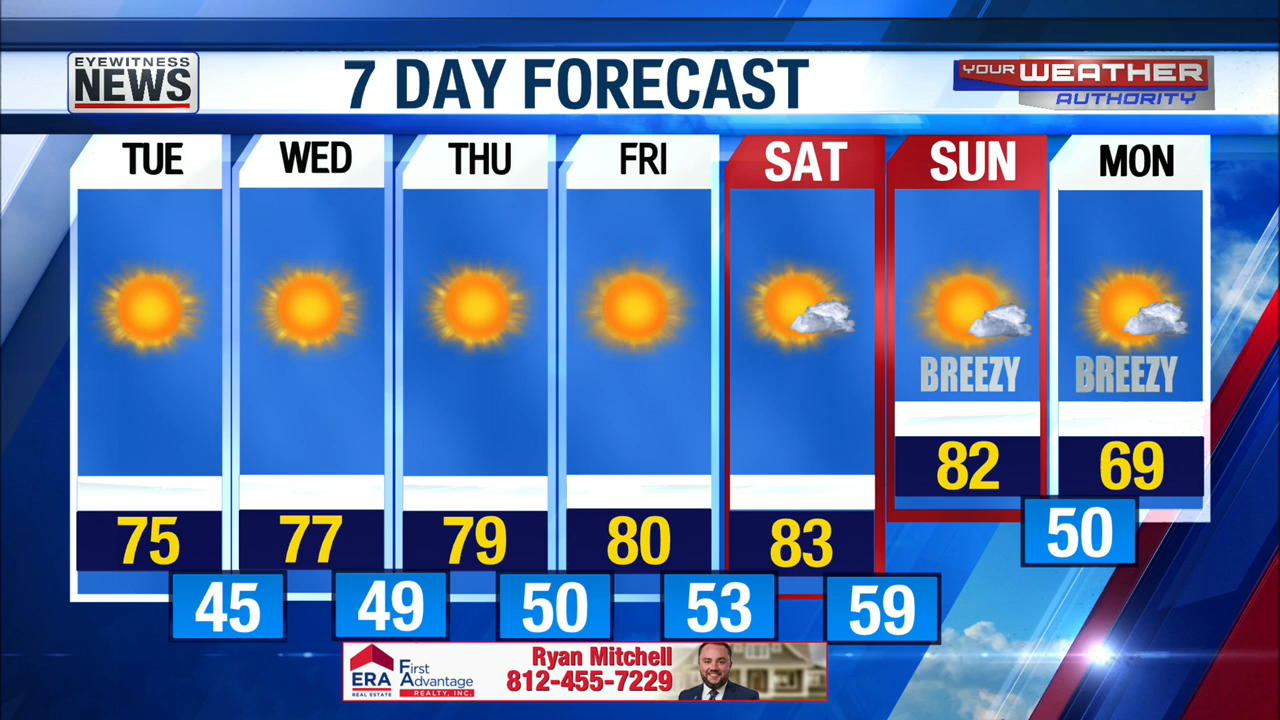 EYEWITNESS
NEWS
7 DAY FORECAST
YOUR WEATHER
AUTHORITY
TUE
WED
THU
FRI
SAT
SUN
MON
BREEZY
BREEZY
82
69
75
77
79
80
83
50
45
49
50
53
59
ERA
REAL ESTATE
First
Advantage
REALTY, INC.
Ryan Mitchell
812-455-7229